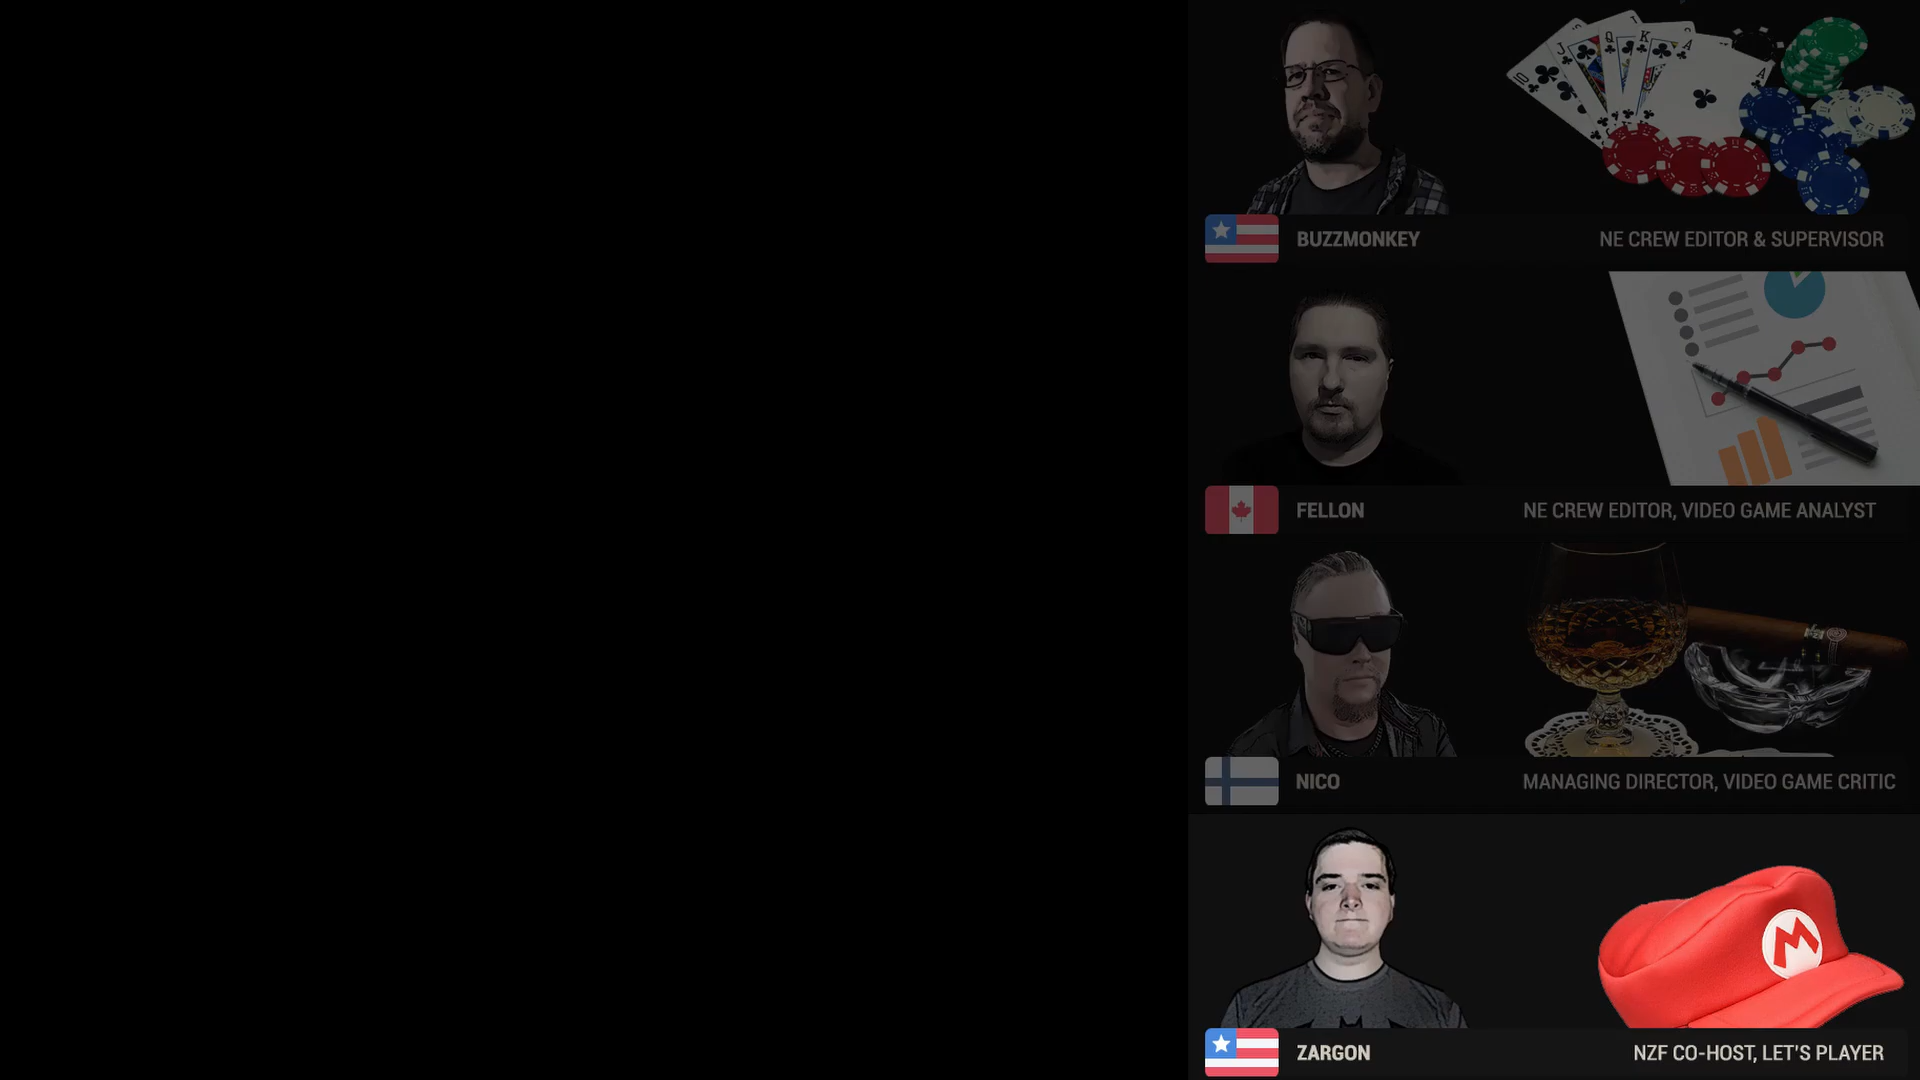 10 J Q K A A
BUZZMONKEY NE CREW EDITOR & SUPERVISOR
FELLON NE CREW EDITOR, VIDEO GAME ANALYST
NICO MANAGING DIRECTOR, VIDEO GAME CRITIC
M
ZARGON NZF CO-HOST, LET'S PLAYER